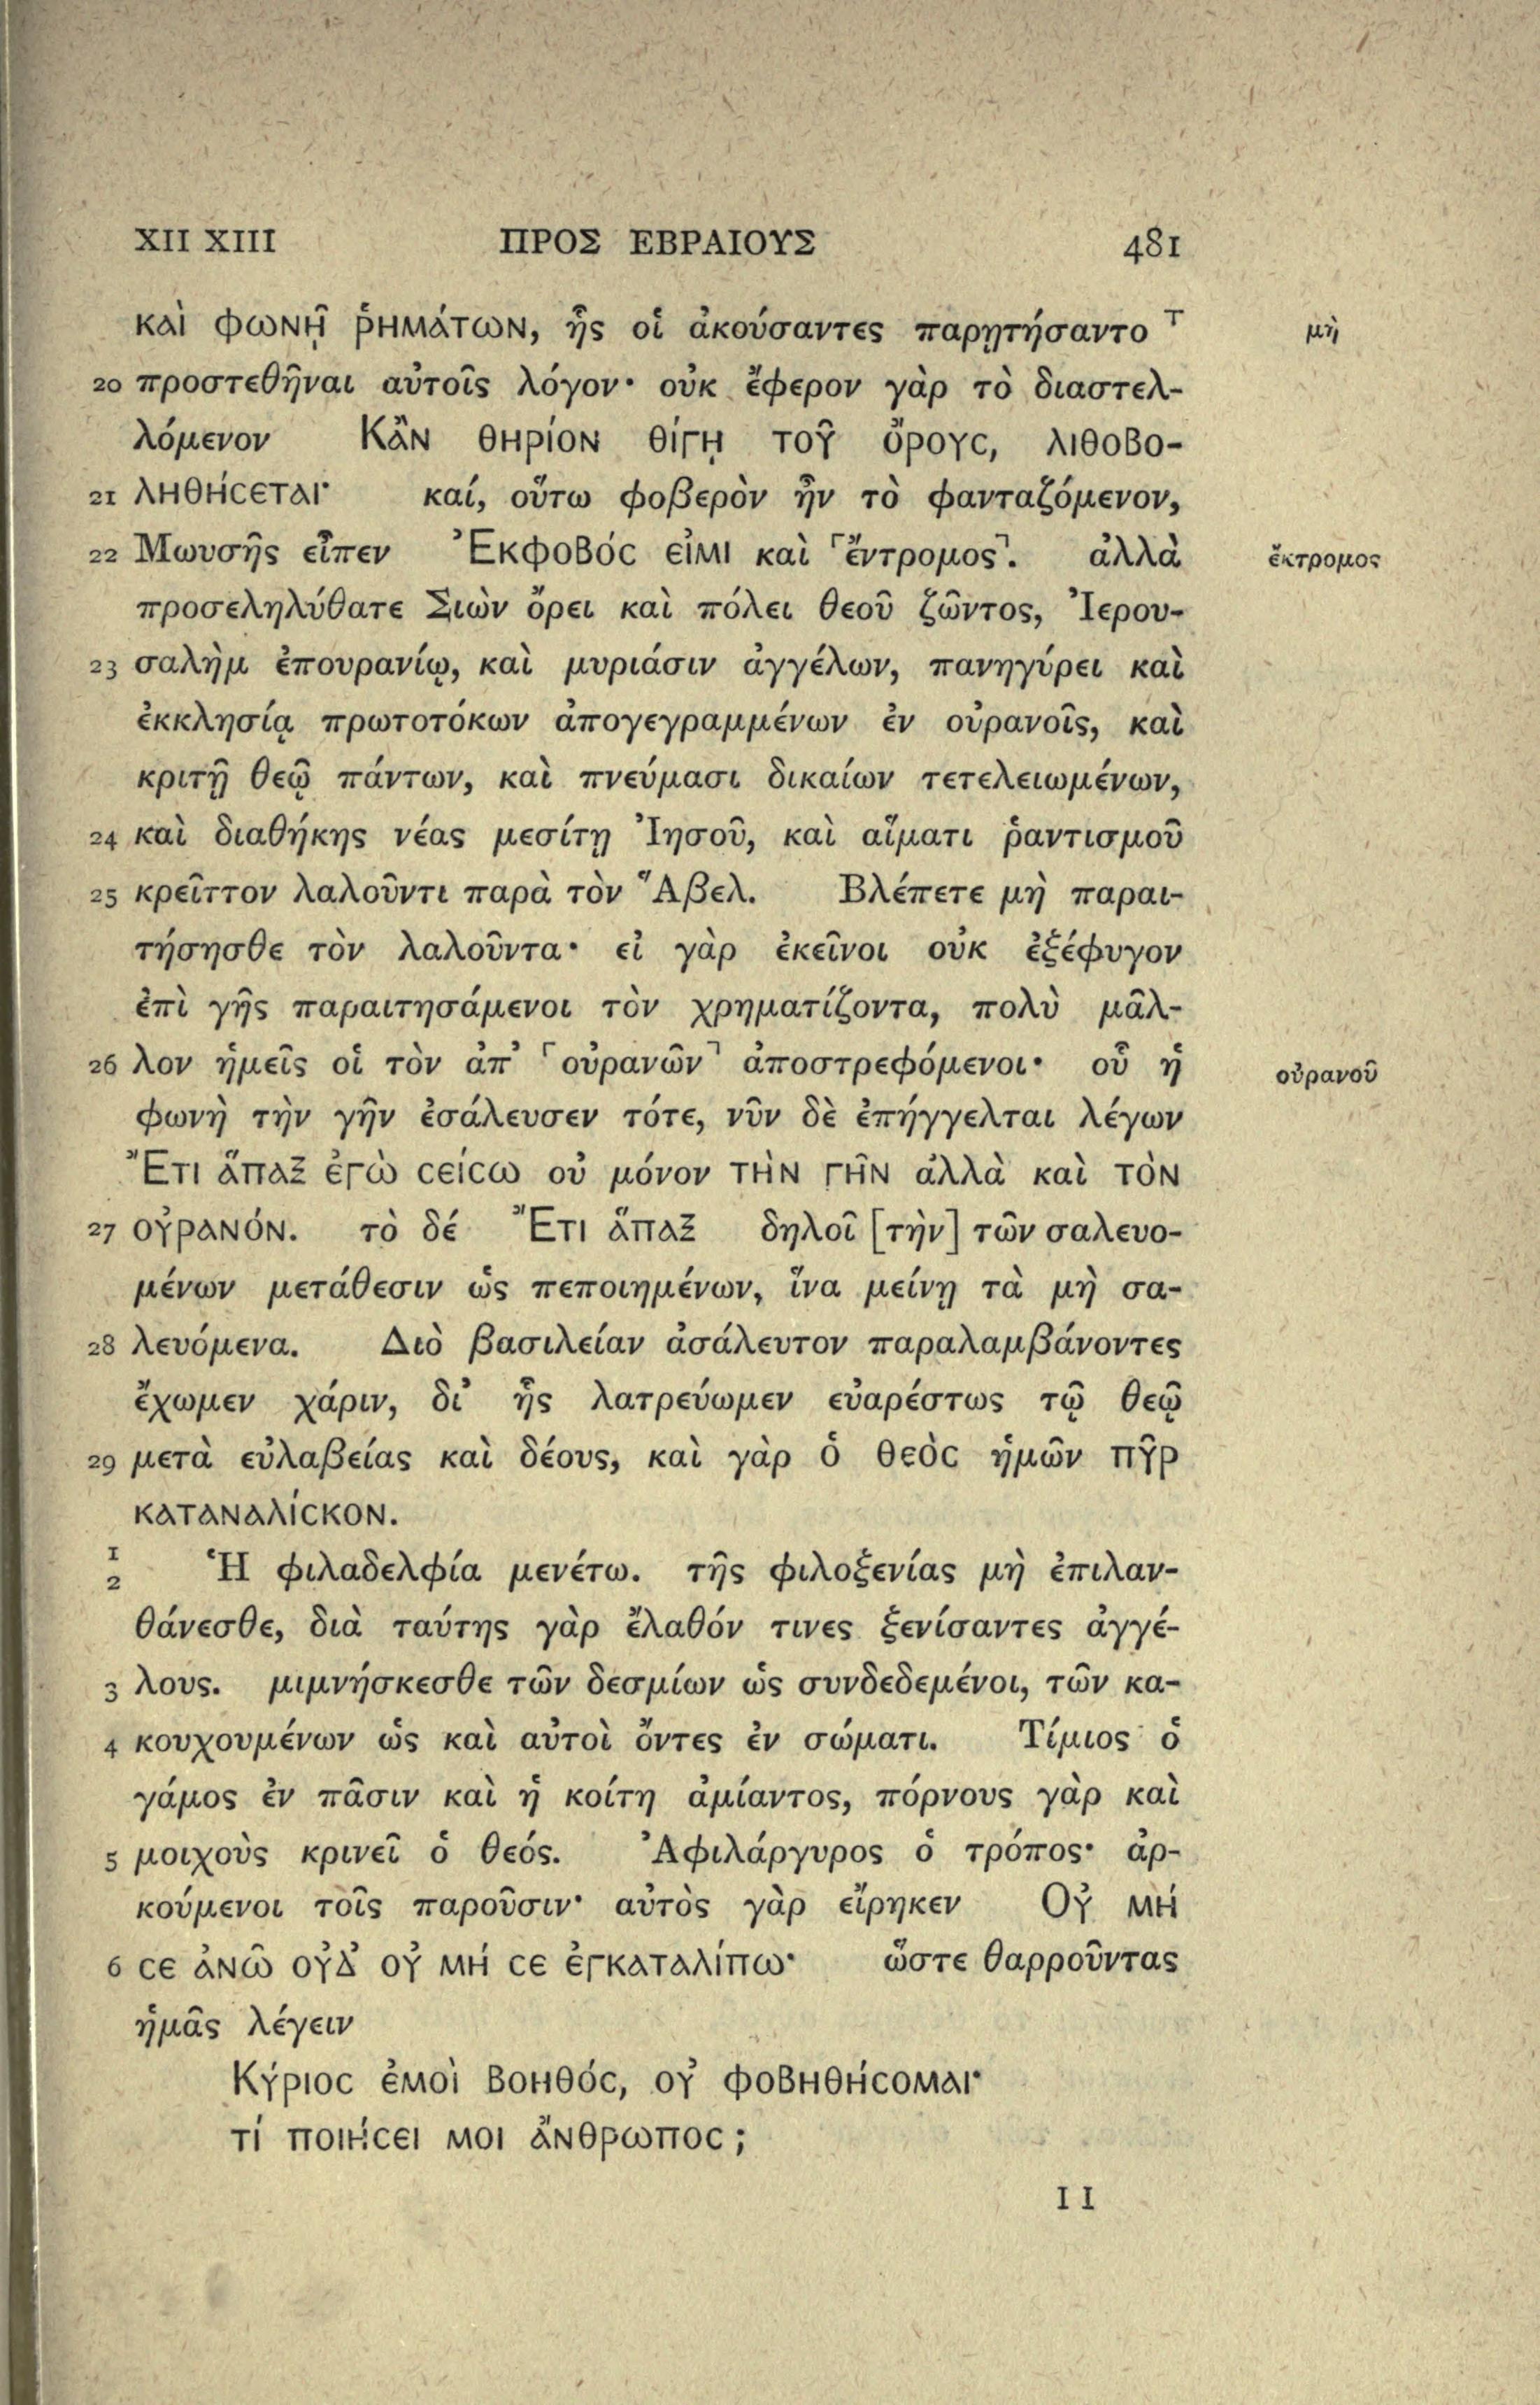 XII XIII ΠΡΟΣ ΕΒΡΑΙΟΥΣ 481
καὶ φωνῇ ῥημάτων, ἧς οἱ ἀκούσαντες παρῃτήσαντο ⸆ μὴ
20 προστεθῆναι αὐτοῖς λόγον· οὐκ ἔφερον γὰρ τὸ διαστελ-
λόμενον Κἂν θηρίον θίγῃ τοῦ ὄρουϲ, λιθοβο-
21 ληθήϲεται· καί, οὕτω φοβερὸν ἦν τὸ φανταζόμενον,
22 Μωυσῆς εἶπεν Ἔκφοβόϲ εἰμι καὶ ⸂ἔντρομος⸃. ἀλλὰ ἔκτρομος
προσεληλύθατε Σιὼν ὄρει καὶ πόλει θεοῦ ζῶντος, Ἰερου-
23 σαλὴμ ἐπουρανίῳ, καὶ μυριάσιν ἀγγέλων, πανηγύρει καὶ
ἐκκλησίᾳ πρωτοτόκων ἀπογεγραμμένων ἐν οὐρανοῖς, καὶ
κριτῇ θεῷ πάντων, καὶ πνεύμασι δικαίων τετελειωμένων,
24 καὶ διαθήκης νέας μεσίτῃ Ἰησοῦ, καὶ αἵματι ῥαντισμοῦ
25 κρεῖττον λαλοῦντι παρὰ τὸν Ἅβελ. Βλέπετε μὴ παραι-
τήσησθε τὸν λαλοῦντα· εἰ γὰρ ἐκεῖνοι οὐκ ἐξέφυγον
ἐπὶ γῆς παραιτησάμενοι τὸν χρηματίζοντα, πολὺ μᾶλ-
26 λον ἡμεῖς οἱ τὸν ἀπ’ ⸂οὐρανῶν⸃ ἀποστρεφόμενοι· οὗ ἡ οὐρανοῦ
φωνὴ τὴν γῆν ἐσάλευσεν τότε, νῦν δὲ ἐπήγγελται λέγων
Ἔτι ἅπαξ ἐγὼ ϲείϲω οὐ μόνον τὴν γῆν ἀλλὰ καὶ τὸν
27 οὐρανόν. τὸ δέ Ἔτι ἅπαξ δηλοῖ [τὴν] τῶν σαλευο-
μένων μετάθεσιν ὡς πεποιημένων, ἵνα μείνῃ τὰ μὴ σα-
28 λευόμενα. Διὸ βασιλείαν ἀσάλευτον παραλαμβάνοντες
ἔχωμεν χάριν, δι’ ἧς λατρεύωμεν εὐαρέστως τῷ θεῷ
29 μετὰ εὐλαβείας καὶ δέους, καὶ γὰρ ὁ θεὸϲ ἡμῶν πῦρ
καταναλίϲκον.
1
2 Ἡ φιλαδελφία μενέτω. τῆς φιλοξενίας μὴ ἐπιλαν-
θάνεσθε, διὰ ταύτης γὰρ ἔλαθόν τινες ξενίσαντες ἀγγέ-
3 λους. μιμνήσκεσθε τῶν δεσμίων ὡς συνδεδεμένοι, τῶν κα-
4 κουχουμένων ὡς καὶ αὐτοὶ ὄντες ἐν σώματι. Τίμιος ὁ
γάμος ἐν πᾶσιν καὶ ἡ κοίτη ἀμίαντος, πόρνους γὰρ καὶ
5 μοιχοὺς κρινεῖ ὁ θεός. Ἀφιλάργυρος ὁ τρόπος· ἀρ-
κούμενοι τοῖς παροῦσιν· αὐτὸς γὰρ εἴρηκεν Οὐ μή
6 ϲε ἀνῶ οὐδ’ οὐ μή ϲε ἐγκαταλίπω· ὥστε θαρροῦντας
ἡμᾶς λέγειν
Κύριοϲ ἐμοὶ βοηθόϲ, οὐ φοβηθήϲομαι·
τί ποιήϲει μοι ἄνθρωποϲ;
II